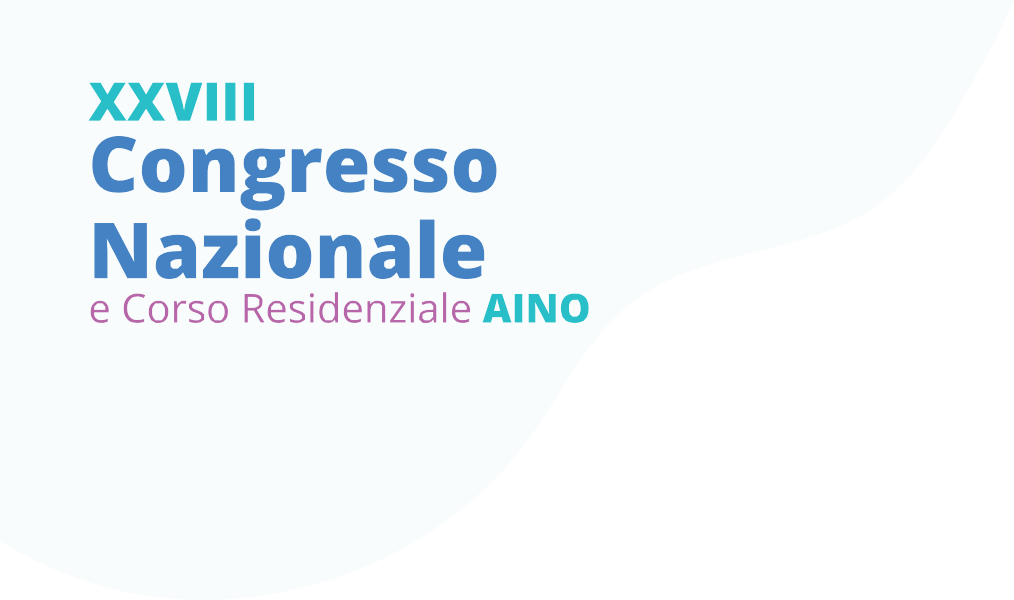 XXVIII
Congresso
Nazionale
e Corso Residenziale AINO